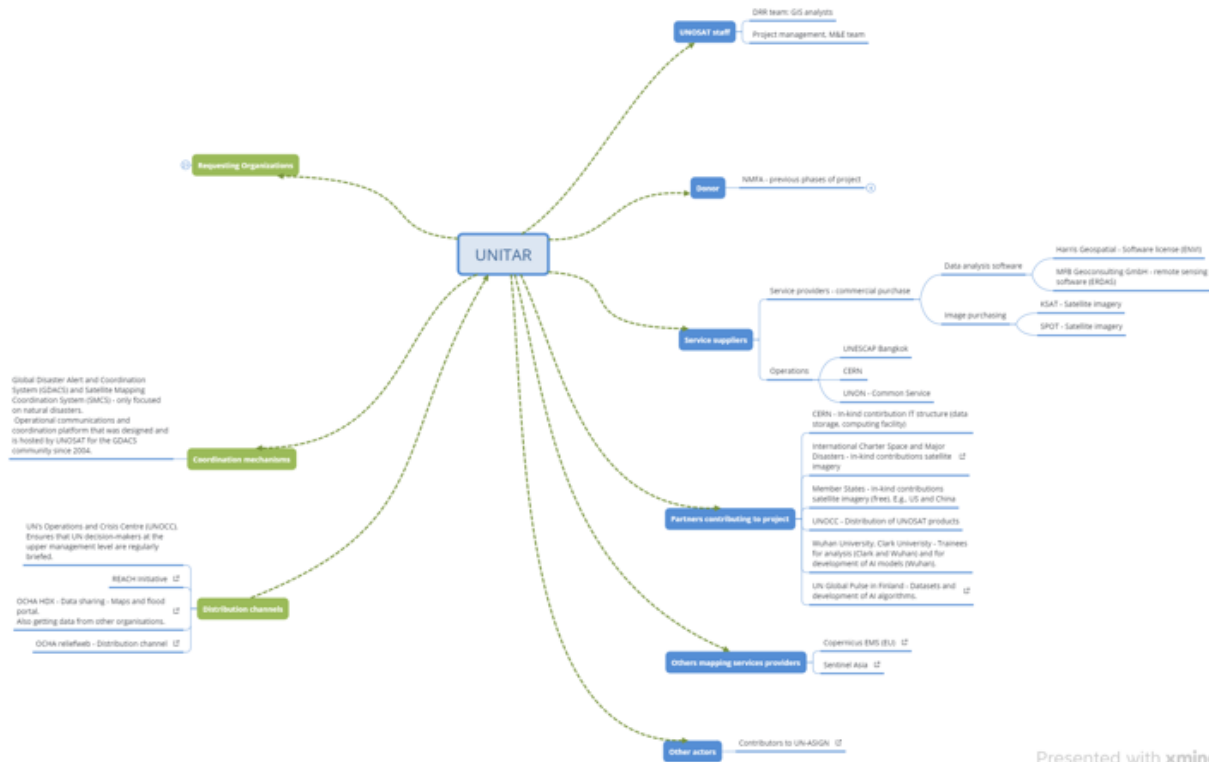 UNOSAT staff
DRR team: GIS analysts
Project management, M&E team
Requesting Organizations
Donor
NMFA - previous phases of project
UNITAR
Service suppliers
Service providers - commercial purchase
Data analysis software
Harris Geospatial - Software license (ENVI)
MFB Geoconsulting GmbH - remote sensing
software (ERDAS)
Image purchasing
KSAT - Satellite imagery
SPOT - Satellite imagery
Operations
UNESCAP Bangkok
CERN
UNON - Common Service
Global Disaster Alert and Coordination
System (GDACS) and Satellite Mapping
Coordination System (SMCS) - only focused
on natural disasters.
Operational communications and
coordination platform that was designed and
is hosted by UNOSAT for the GDACS
community since 2004.
Coordination mechanisms
Partners contributing to project
CERN - In-kind contribution IT structure (data
storage, computing facility)
International Charter Space and Major
Disasters - In-kind contributions satellite
imagery
Member States - In-kind contributions
satellite imagery (free). E.g., US and China
UNOCC - Distribution of UNOSAT products
Wuhan University, Clark Univeristy - Trainees
for analysis (Clark and Wuhan) and for
development of AI models (Wuhan).
UN Global Pulse in Finland - Datasets and
development of AI algorithms.
UN's Operations and Crisis Centre (UNOCC).
Ensures that UN decision-makers at the
upper management level are regularly
briefed.
REACH Initiative
OCHA HDX - Data sharing - Maps and flood
portal.
Also getting data from other organisations.
OCHA reliefweb - Distribution channel
Distribution channels
Others mapping services providers
Copernicus EMS (EU)
Sentinel Asia
Other actors
Contributors to UN-ASIGN
Presented with